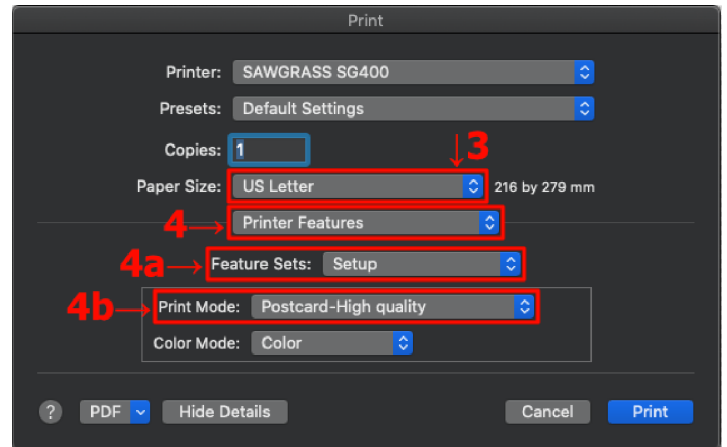 Print
Printer: SAWGRASS SG400
Presets: Default Settings
Copies: 1
↓3
Paper Size: US Letter 216 by 279 mm
4→ Printer Features
4a→ Feature Sets: Setup
4b→ Print Mode: Postcard-High quality
Color Mode: Color
? PDF Hide Details Cancel Print